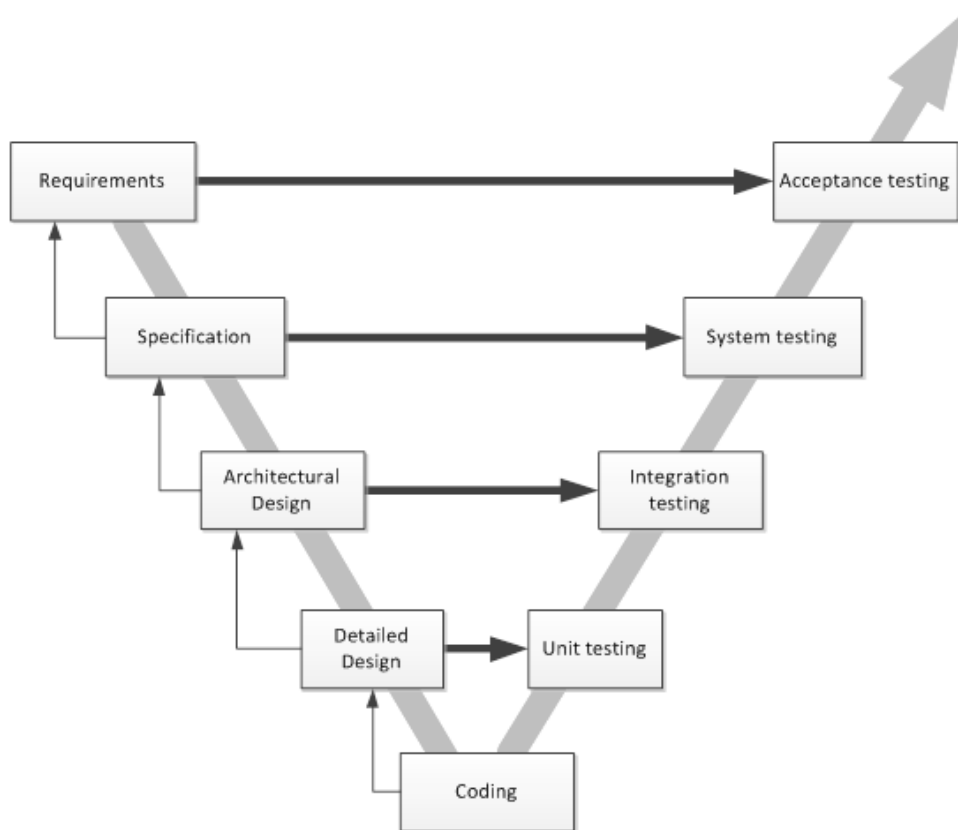 Requirements
Acceptance testing
Specification
System testing
Architectural
Design
Integration
testing
Detailed
Design
Unit testing
Coding